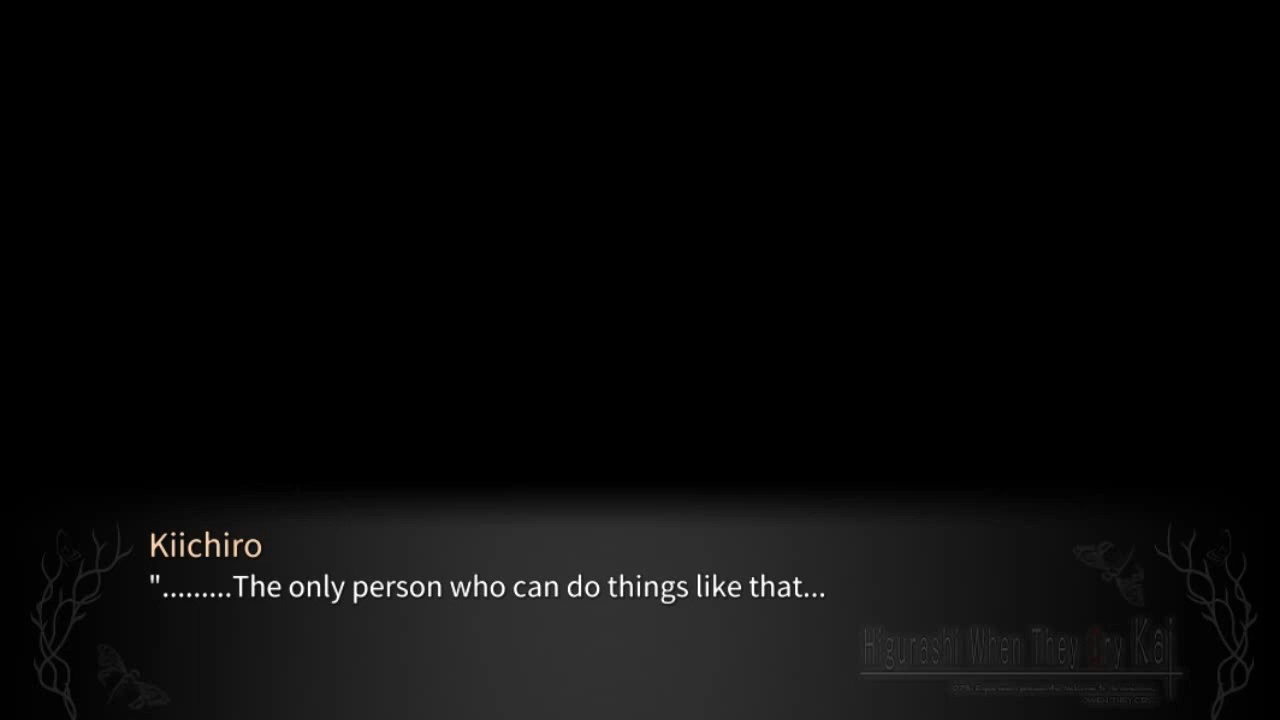 Kiichiro
".........The only person who can do things like that...
Higurashi When They Cry Kai